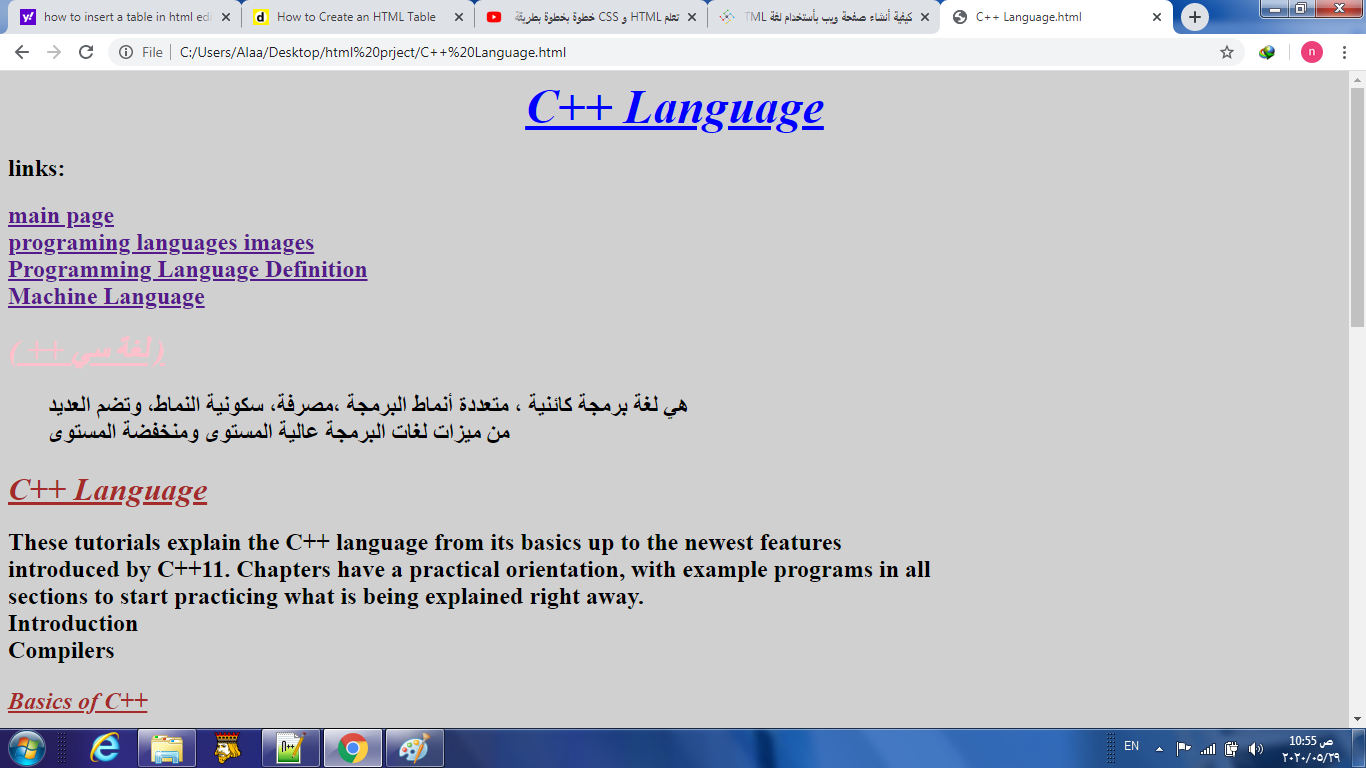 how to insert a table in html edi
How to Create an HTML Table
تعلم HTML و CSS خطوة بخطوة بطريقة
كيفية أنشاء صفحة ويب بأستخدام لغة TML
C++ Language.html
File
C:/Users/Alaa/Desktop/html%20prject/C++%20Language.html
n
C++ Language
links:
main page
programing languages images
Programming Language Definition
Machine Language
( لغة سي ++ )
هي لغة برمجة كائنية ، متعددة أنماط البرمجة ،مصرفة، سكونية النماط، وتضم العديد
من ميزات لغات البرمجة عالية المستوى ومنخفضة المستوى
C++ Language
These tutorials explain the C++ language from its basics up to the newest features
introduced by C++11. Chapters have a practical orientation, with example programs in all
sections to start practicing what is being explained right away.
Introduction
Compilers
Basics of C++
EN
10:55 ص
٢٠٢٠/٠٥/٢٩